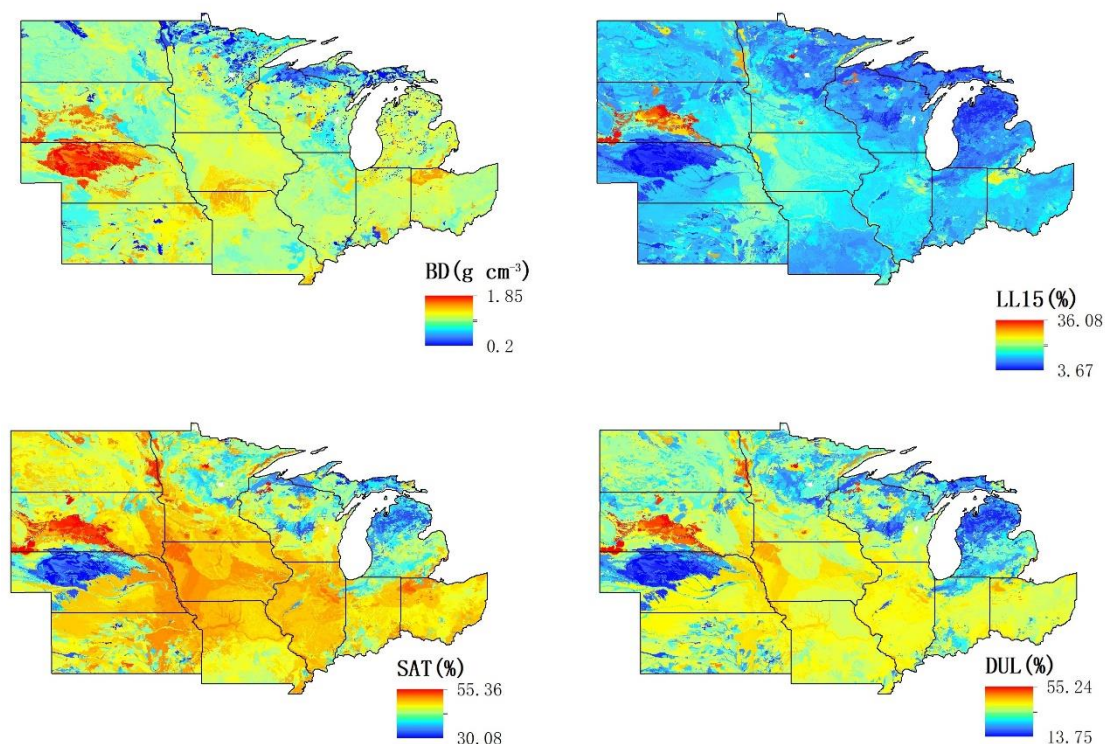 BD(g cm⁻³)
1.85
0.2
LL15(%)
36.08
3.67
SAT(%)
55.36
30.08
DUL(%)
55.24
13.75